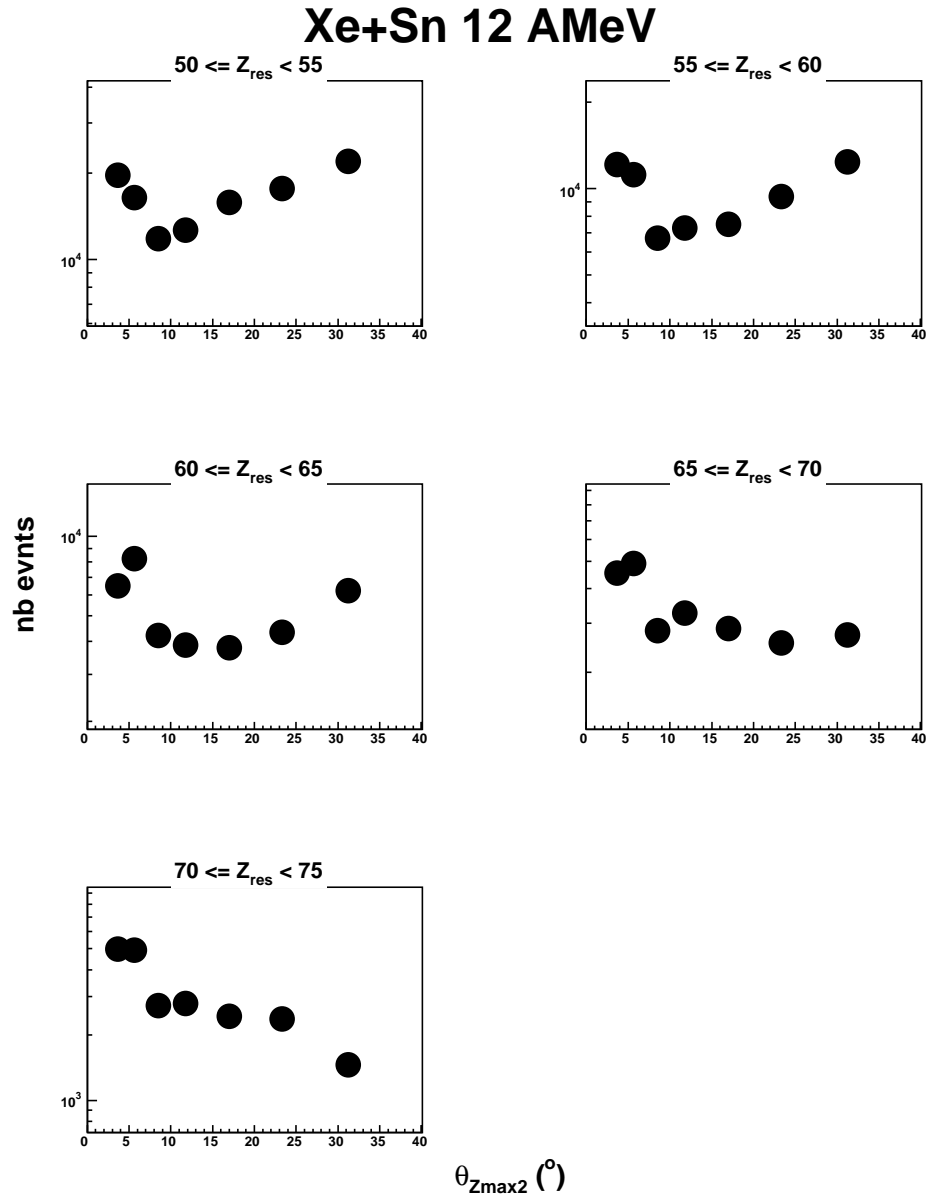 Xe+Sn 12 AMeV
50 <= Z_res < 55
10^4
0 5 10 15 20 25 30 35 40
55 <= Z_res < 60
10^4
0 5 10 15 20 25 30 35 40
nb evnts
60 <= Z_res < 65
10^4
0 5 10 15 20 25 30 35 40
65 <= Z_res < 70
0 5 10 15 20 25 30 35 40
70 <= Z_res < 75
10^3
0 5 10 15 20 25 30 35 40
θ_Zmax2 (^o)